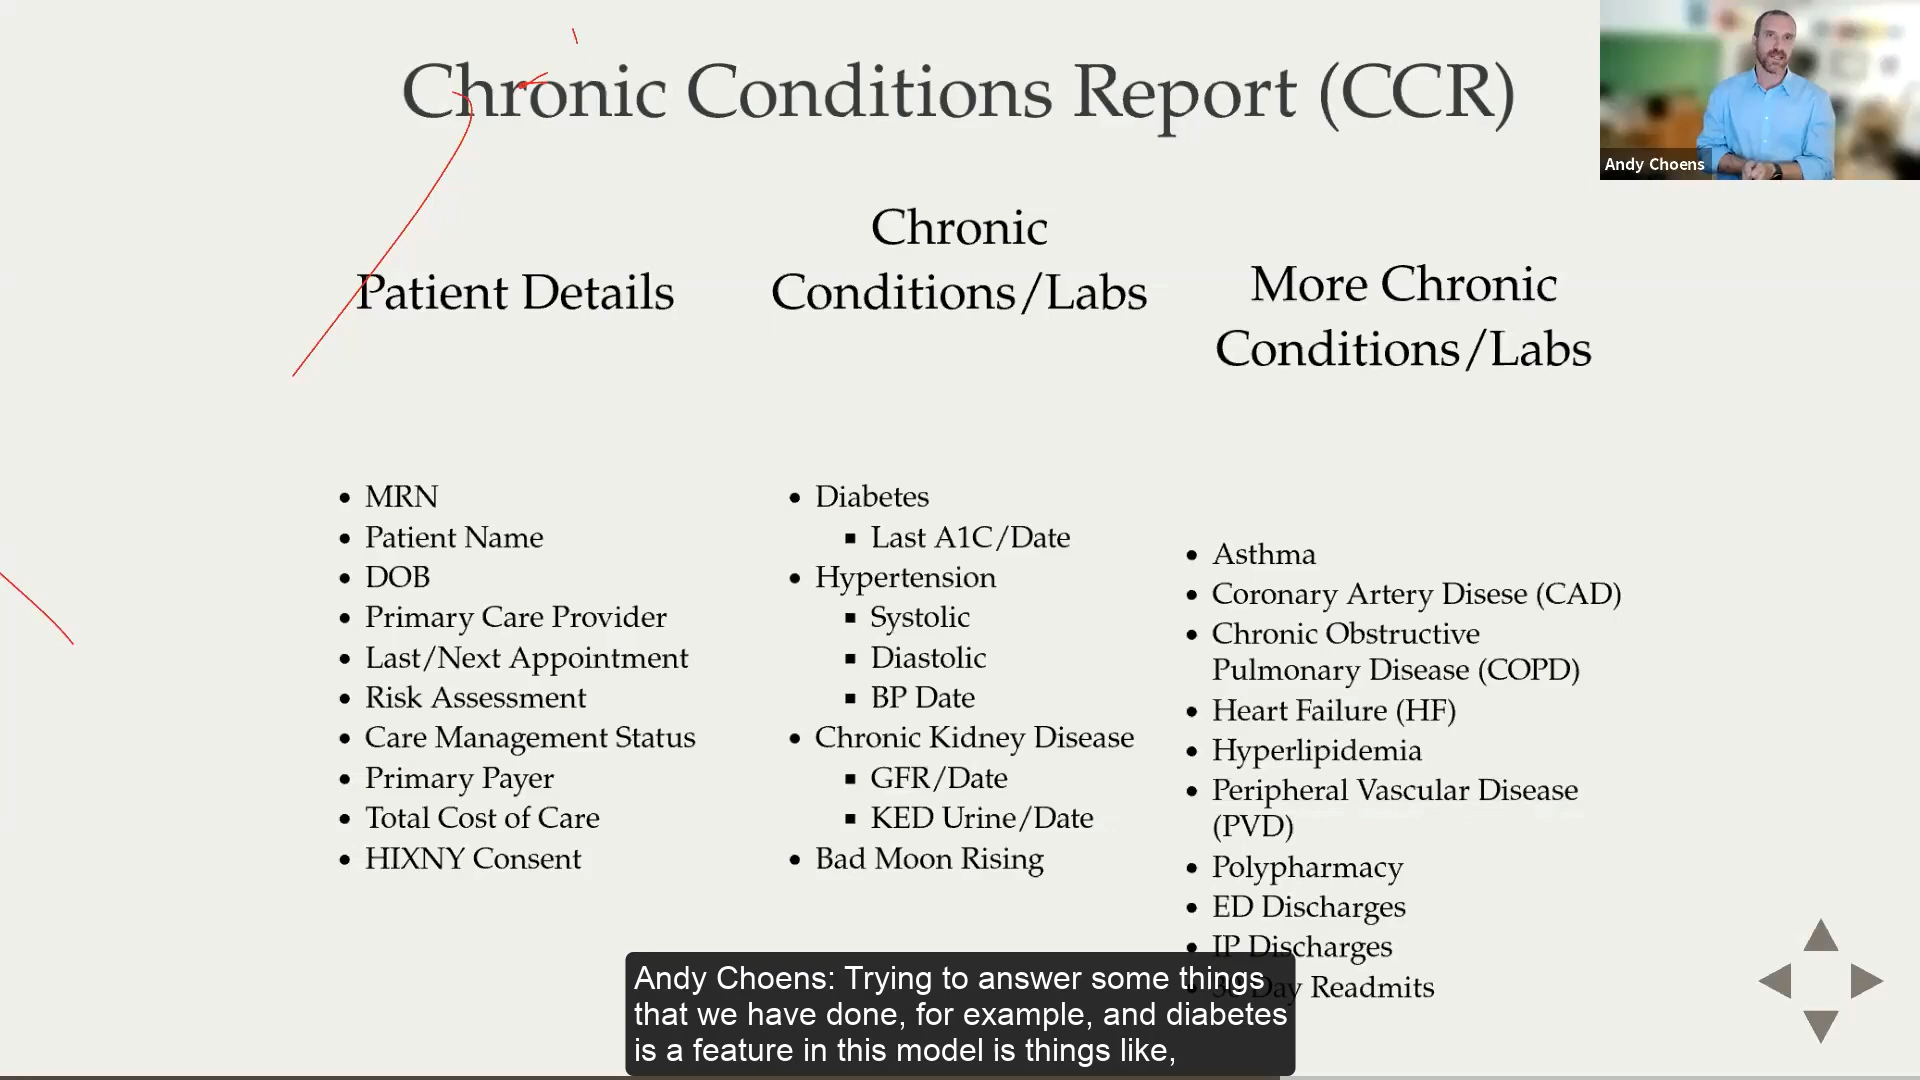 Chronic Conditions Report (CCR)
Andy Choens
Patient Details
MRN
Patient Name
DOB
Primary Care Provider
Last/Next Appointment
Risk Assessment
Care Management Status
Primary Payer
Total Cost of Care
HIXNY Consent
Chronic
Conditions/Labs
Diabetes
Last A1C/Date
Hypertension
Systolic
Diastolic
BP Date
Chronic Kidney Disease
GFR/Date
KED Urine/Date
Bad Moon Rising
More Chronic
Conditions/Labs
Asthma
Coronary Artery Disese (CAD)
Chronic Obstructive
Pulmonary Disease (COPD)
Heart Failure (HF)
Hyperlipidemia
Peripheral Vascular Disease
(PVD)
Polypharmacy
ED Discharges
IP Discharges
Day Readmits
Andy Choens: Trying to answer some things
that we have done, for example, and diabetes
is a feature in this model is things like,